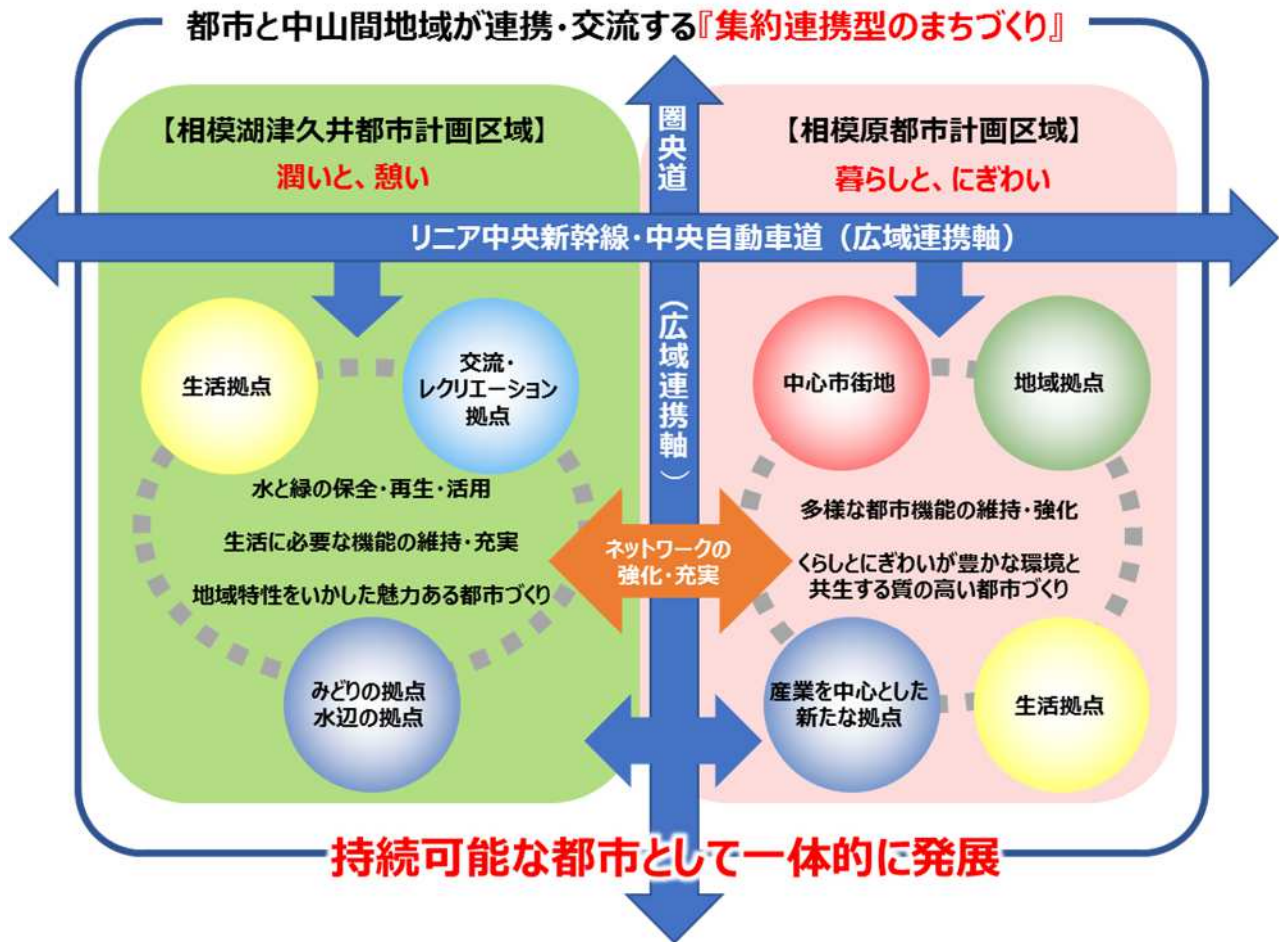 都市と中山間地域が連携・交流する『集約連携型のまちづくり』
【相模湖津久井都市計画区域】
潤いと、憩い
圏央道
（広域連携軸）
【相模原都市計画区域】
暮らしと、にぎわい
リニア中央新幹線・中央自動車道（広域連携軸）
生活拠点
交流・
レクリエーション
拠点
水と緑の保全・再生・活用
生活に必要な機能の維持・充実
地域特性をいかした魅力ある都市づくり
みどりの拠点
水辺の拠点
ネットワークの
強化・充実
中心市街地
地域拠点
多様な都市機能の維持・強化
くらしとにぎわいが豊かな環境と
共生する質の高い都市づくり
産業を中心とした
新たな拠点
生活拠点
持続可能な都市として一体的に発展